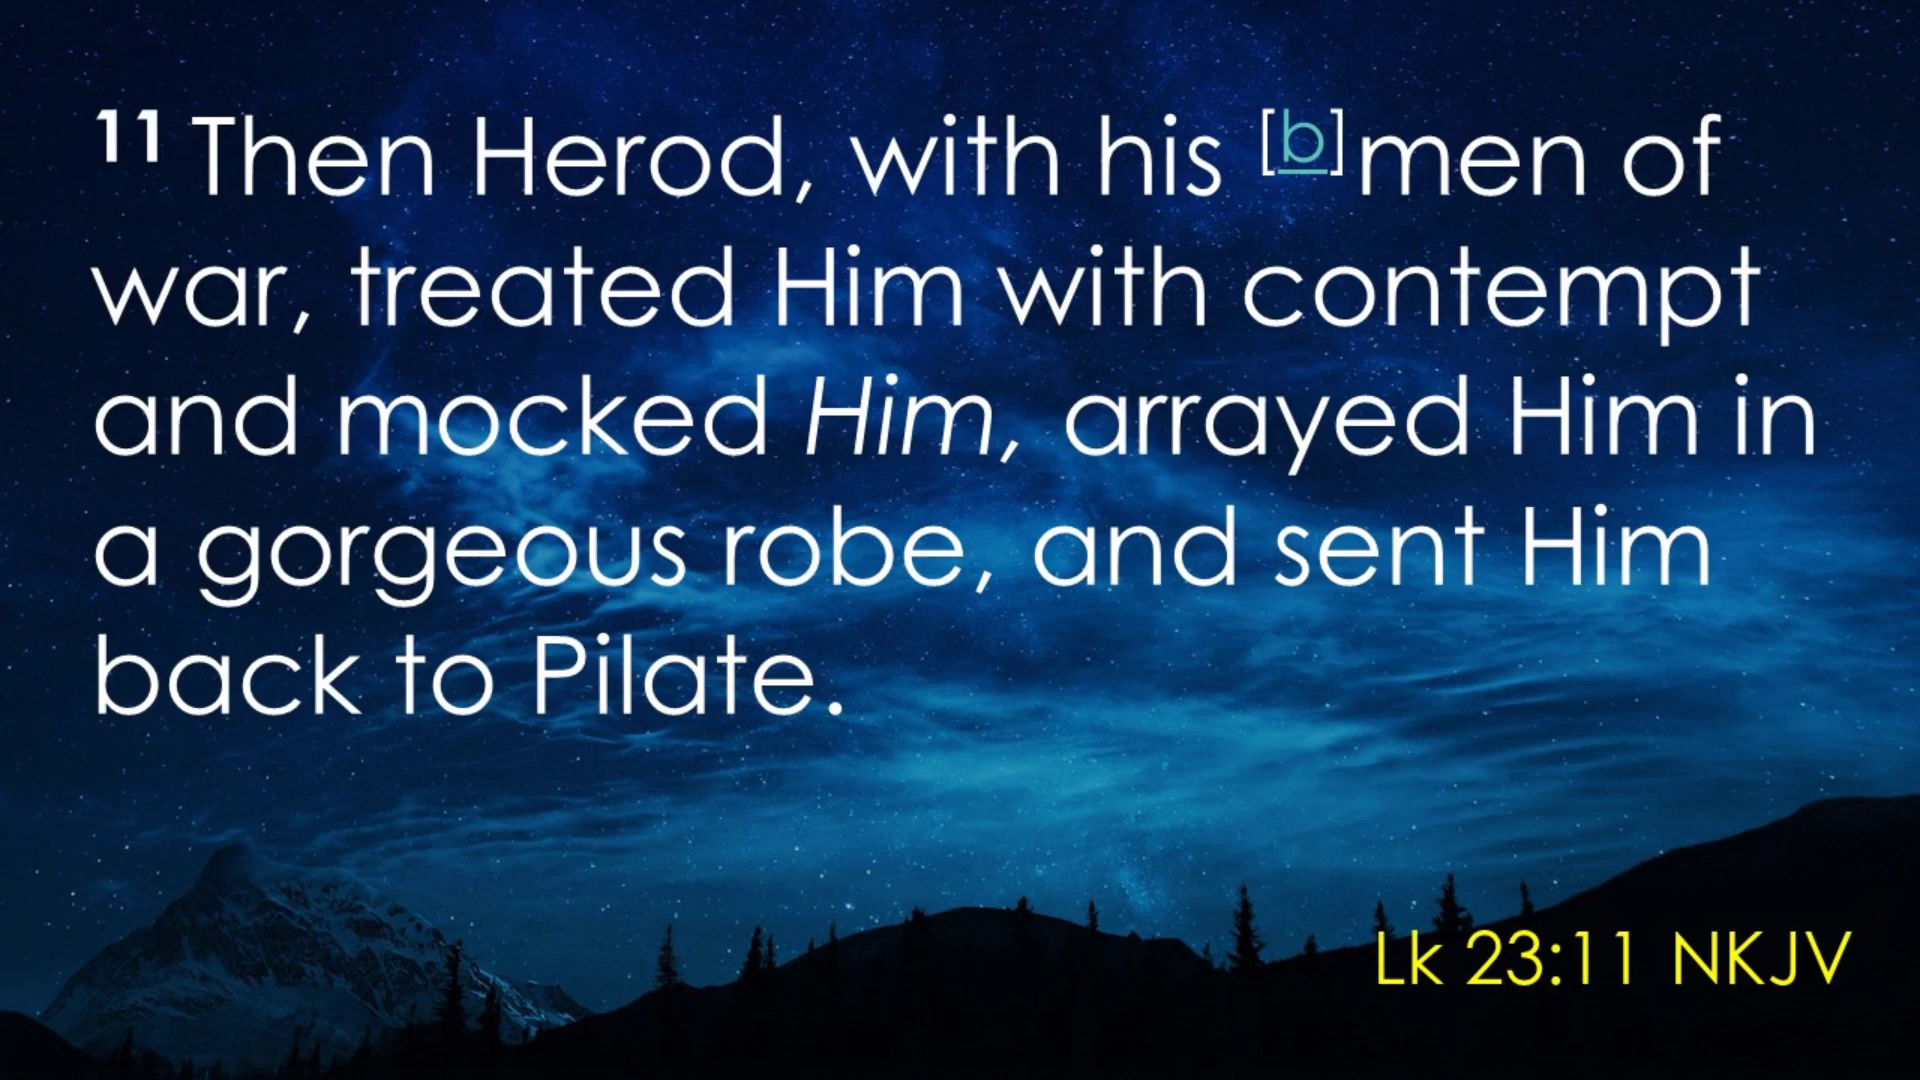 11 Then Herod, with his [b]men of
war, treated Him with contempt
and mocked Him, arrayed Him in
a gorgeous robe, and sent Him
back to Pilate.
Lk 23:11 NKJV